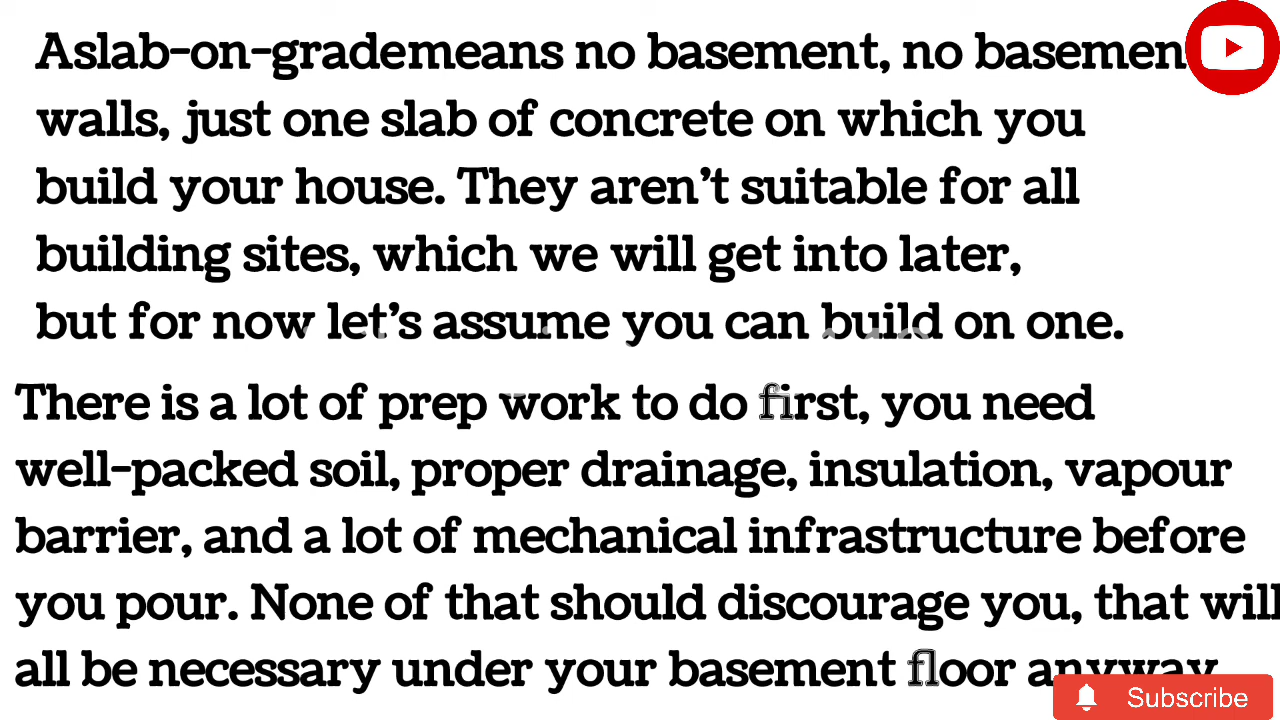 Aslab-on-grademeans no basement, no basemen
walls, just one slab of concrete on which you
build your house. They aren’t suitable for all
building sites, which we will get into later,
but for now let’s assume you can build on one.
There is a lot of prep work to do first, you need
well-packed soil, proper drainage, insulation, vapour
barrier, and a lot of mechanical infrastructure before
you pour. None of that should discourage you, that will
all be necessary under your basement floor anyway
Subscribe